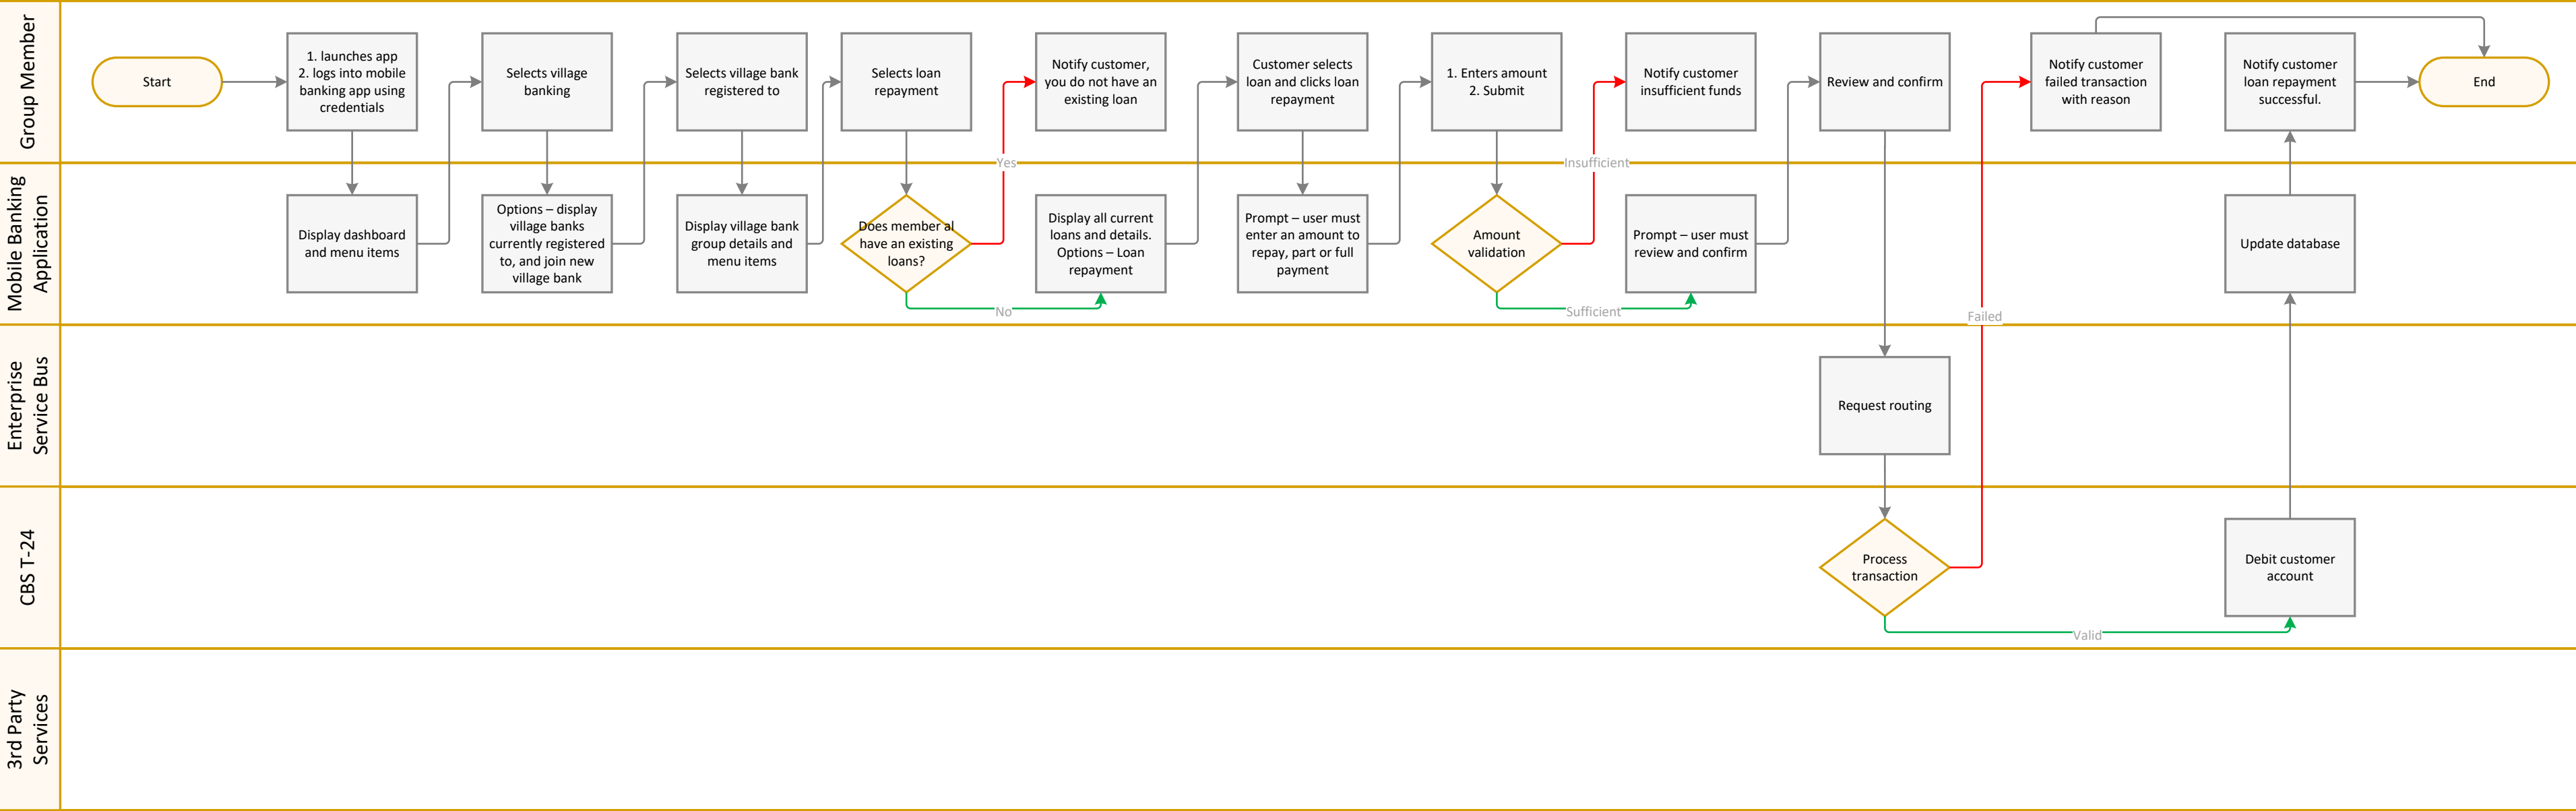 Group Member
Start
1. launches app
2. logs into mobile
banking app using
credentials
Selects village
banking
Selects village bank
registered to
Selects loan
repayment
Notify customer,
you do not have an
existing loan
Customer selects
loan and clicks loan
repayment
1. Enters amount
2. Submit
Notify customer
insufficient funds
Review and confirm
Notify customer
failed transaction
with reason
Notify customer
loan repayment
successful.
End
Yes
Insufficient
Mobile Banking
Application
Display dashboard
and menu items
Options – display
village banks
currently registered
to, and join new
village bank
Display village bank
group details and
menu items
Does member al
have an existing
loans?
Display all current
loans and details.
Options – Loan
repayment
Prompt – user must
enter an amount to
repay, part or full
payment
Amount
validation
Prompt – user must
review and confirm
Update database
No
Sufficient
Failed
Enterprise
Service Bus
Request routing
CBS T-24
Process
transaction
Debit customer
account
Valid
3rd Party
Services